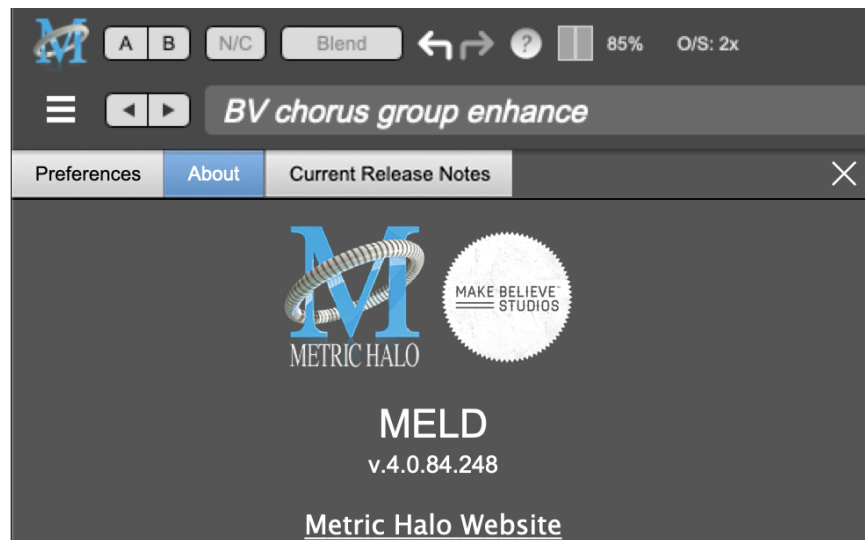 M A B N/C Blend ? 85% O/S: 2x
BV chorus group enhance
Preferences About Current Release Notes
M
METRIC HALO
MAKE BELIEVE
STUDIOS
MELD
v.4.0.84.248
Metric Halo Website